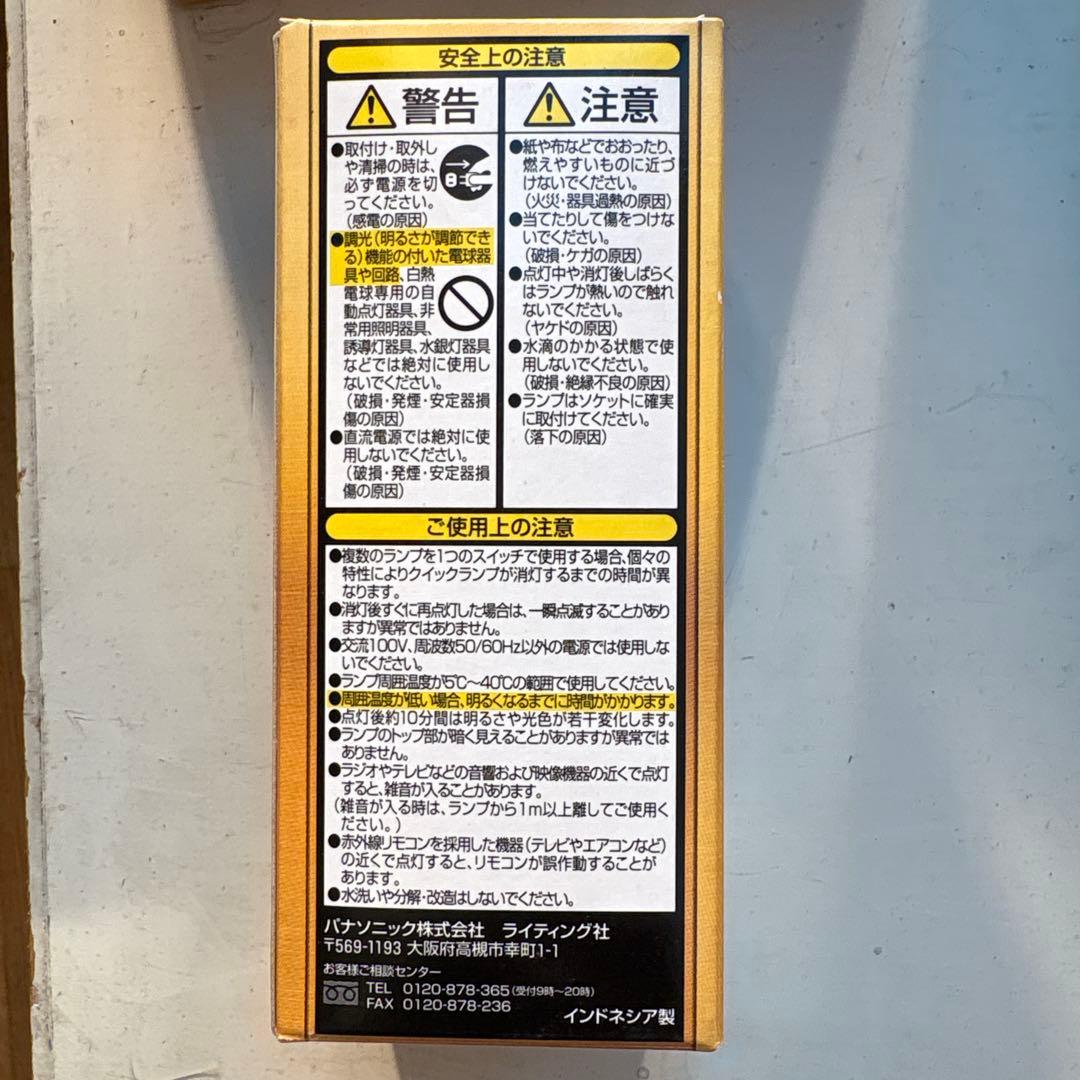 安全上の注意
警告
●取付け・取外し
や清掃の時は、
必ず電源を切
ってください。
(感電の原因)
●調光(明るさが調節でき
る)機能の付いた電球器
具や回路、白熱
電球専用の自
動点灯器具、非
常用照明器具、
誘導灯器具、水銀灯器具
などでは絶対に使用し
ないでください。
(破損・発煙・安定器損
傷の原因)
●直流電源では絶対に使
用しないでください。
(破損・発煙・安定器損
傷の原因)
注意
●紙や布などでおおったり、
燃えやすいものに近づ
けないでください。
(火災・器具過熱の原因)
●当てたりして傷をつけな
いでください。
(破損・ケガの原因)
●点灯中や消灯後しばらく
はランプが熱いので触れ
ないでください。
(ヤケドの原因)
●水滴のかかる状態で使
用しないでください。
(破損・絶縁不良の原因)
●ランプはソケットに確実
に取付けてください。
(落下の原因)
ご使用上の注意
●複数のランプを1つのスイッチで使用する場合、個々の
特性によりクイックランプが消灯するまでの時間が異
なります。
●消灯後すぐに再点灯した場合は、一瞬点滅することがあり
ますが異常ではありません。
●交流100V、周波数50/60Hz以外の電源では使用しな
いでください。
●ランプ周囲温度が5℃〜40℃の範囲で使用してください。
●周囲温度が低い場合、明るくなるまでに時間がかかります。
●点灯後約10分間は明るさや光色が若干変化します。
●ランプのトップ部が暗く見えることがありますが異常では
ありません。
●ラジオやテレビなどの音響および映像機器の近くで点灯
すると、雑音が入ることがあります。
(雑音が入る時は、ランプから1m以上離してご使用く
ださい。)
●赤外線リモコンを採用した機器(テレビやエアコンなど)
の近くで点灯すると、リモコンが誤作動することが
あります。
●水洗いや分解・改造はしないでください。
パナソニック株式会社 ライティング社
〒569-1193 大阪府高槻市幸町1-1
お客様ご相談センター
TEL 0120-878-365(受付9時〜20時)
FAX 0120-878-236
インドネシア製